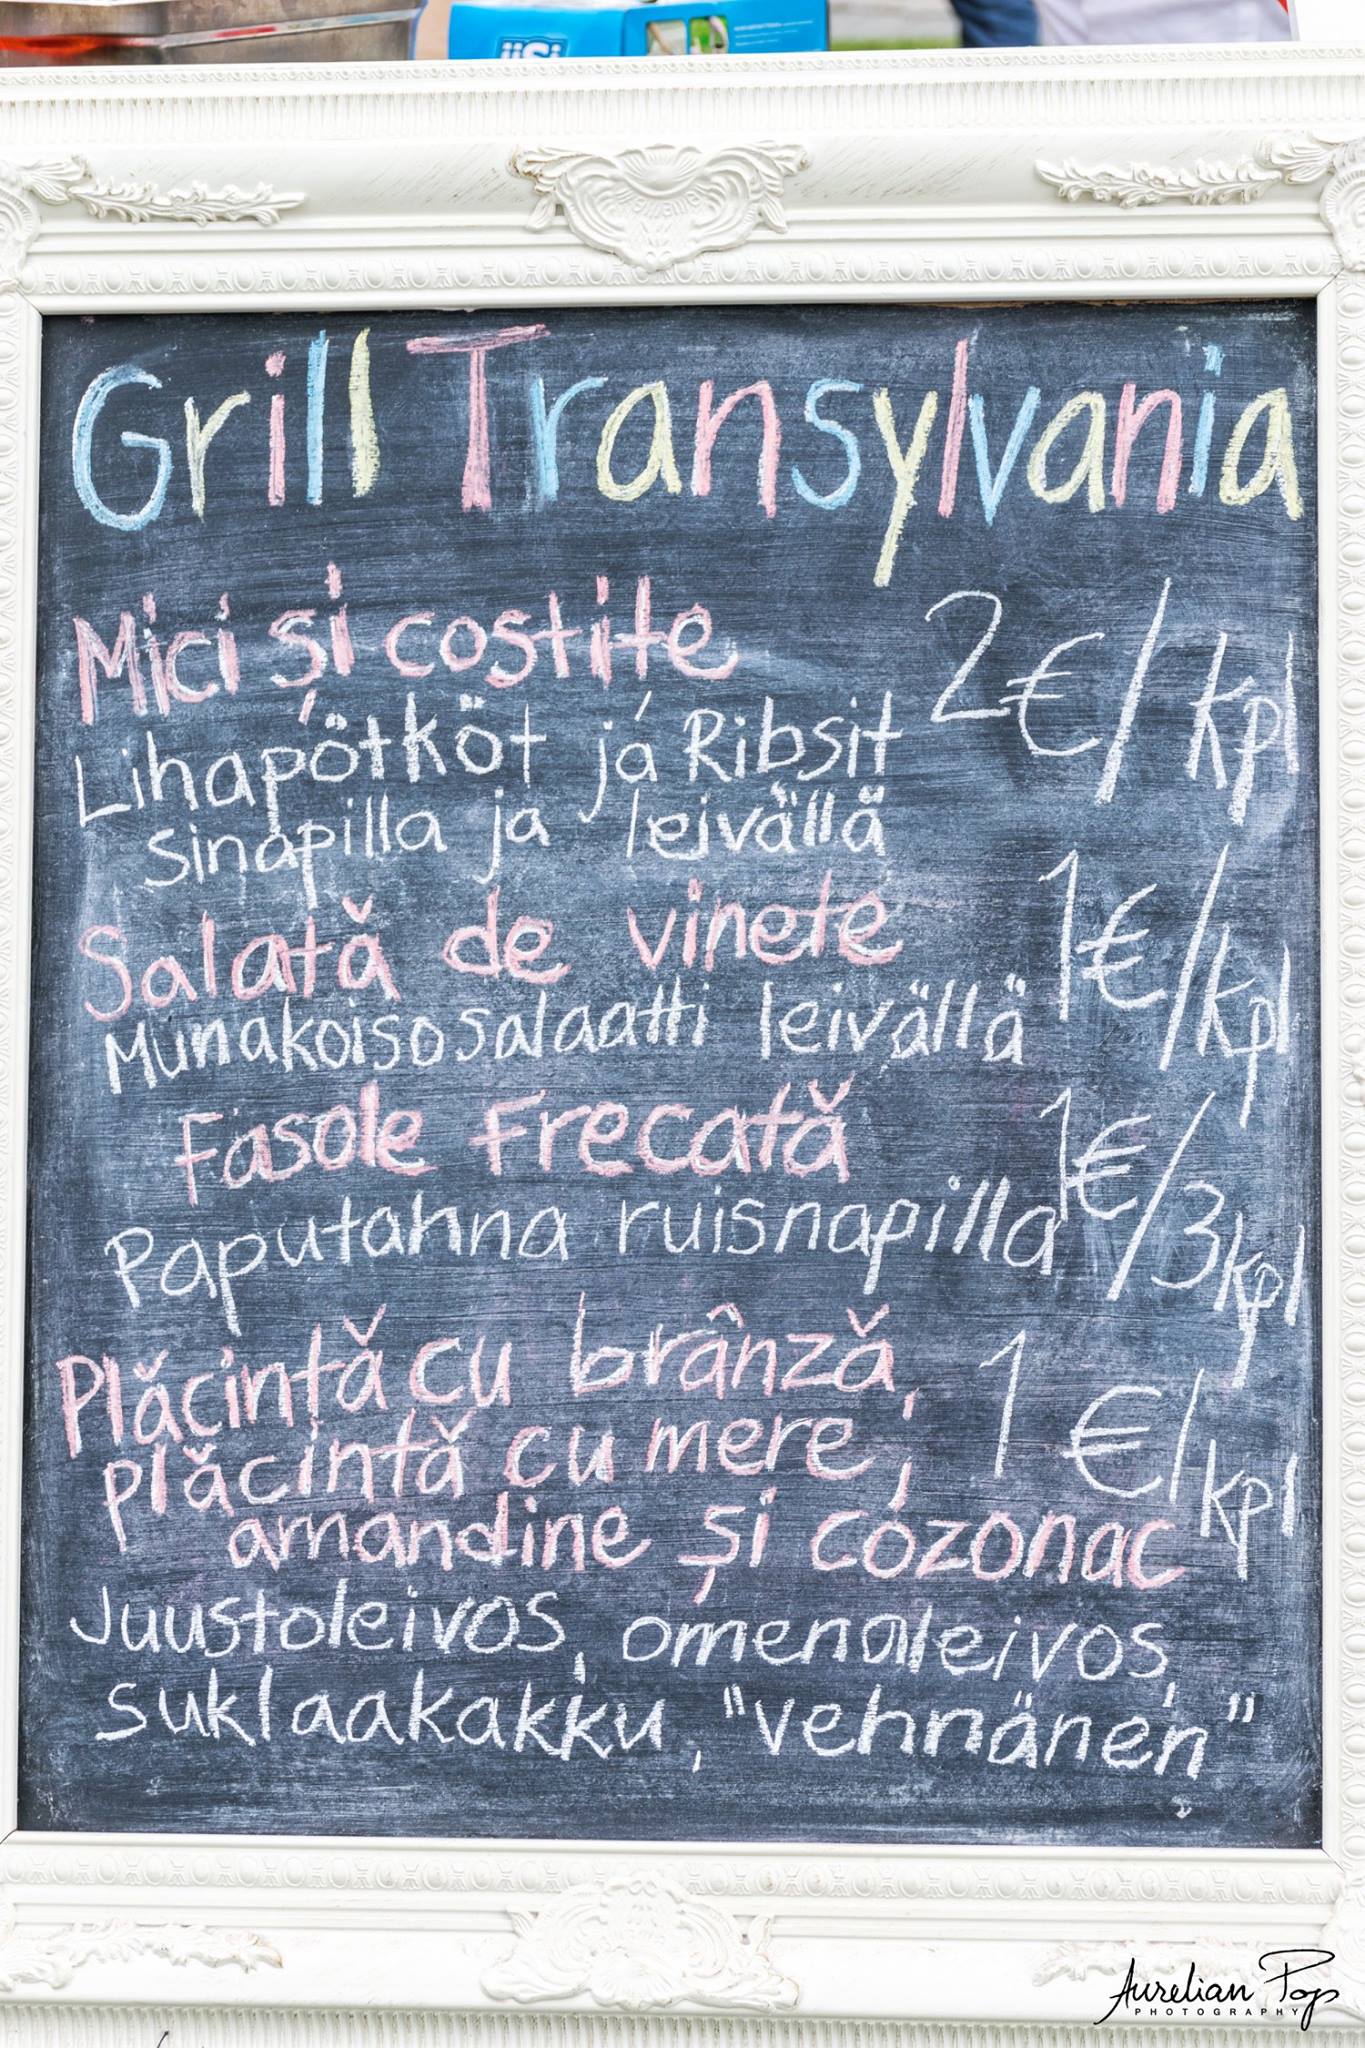 iisi
Grill Transylvania
Mici și costite 2€/kpl
Lihapötköt ja Ribsit
Sinapilla ja leivällä
Salată de vinete 1€/kpl
Munakoisosalaatti leivällä
Fasole Frecată 1€/3kpl
Paputahna ruisnapilla
Plăcintă cu brânză, 1€/kpl
plăcintă cu mere,
amandine și cozonac
Juustoleivos, omenaleivos,
suklaakakku, "vehnänen"
Aurelian Pop
PHOTOGRAPHY